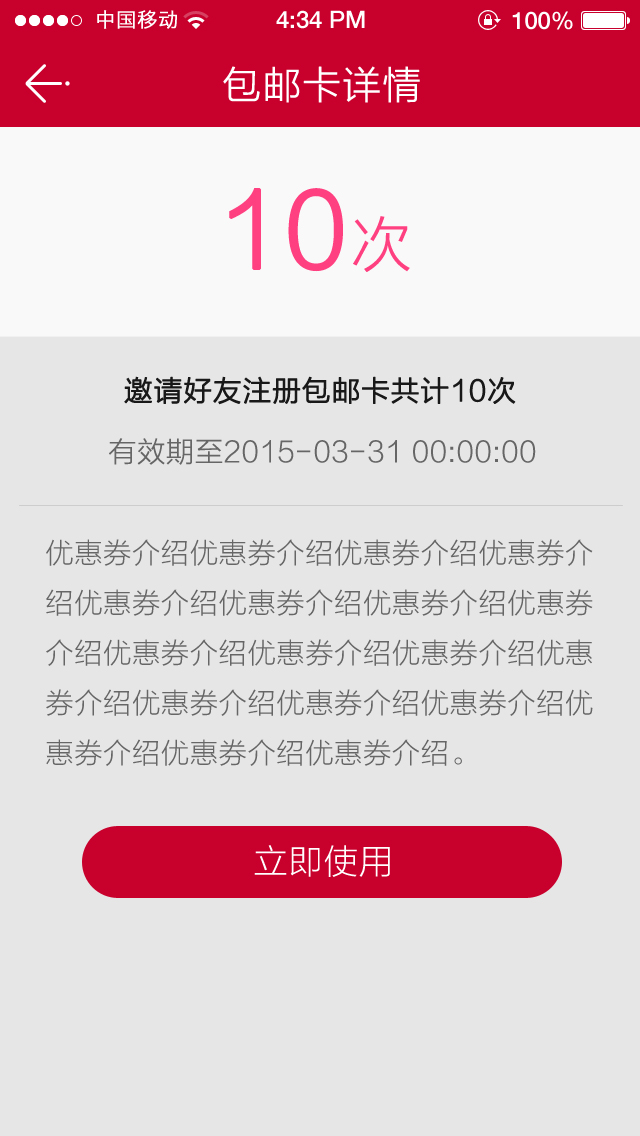 中国移动 4:34 PM 100%
包邮卡详情
10次
邀请好友注册包邮卡共计10次
有效期至2015-03-31 00:00:00
优惠券介绍优惠券介绍优惠券介绍优惠券介
绍优惠券介绍优惠券介绍优惠券介绍优惠券
介绍优惠券介绍优惠券介绍优惠券介绍优惠
券介绍优惠券介绍优惠券介绍优惠券介绍优
惠券介绍优惠券介绍优惠券介绍。
立即使用